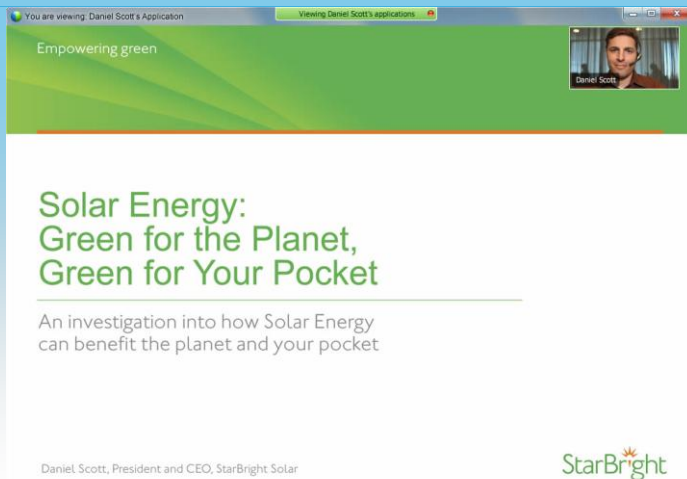 You are viewing: Daniel Scott's Application
Viewing Daniel Scott's applications
Empowering green
Daniel Scott
Solar Energy:
Green for the Planet,
Green for Your Pocket
An investigation into how Solar Energy
can benefit the planet and your pocket
Daniel Scott, President and CEO, StarBright Solar
StarBright